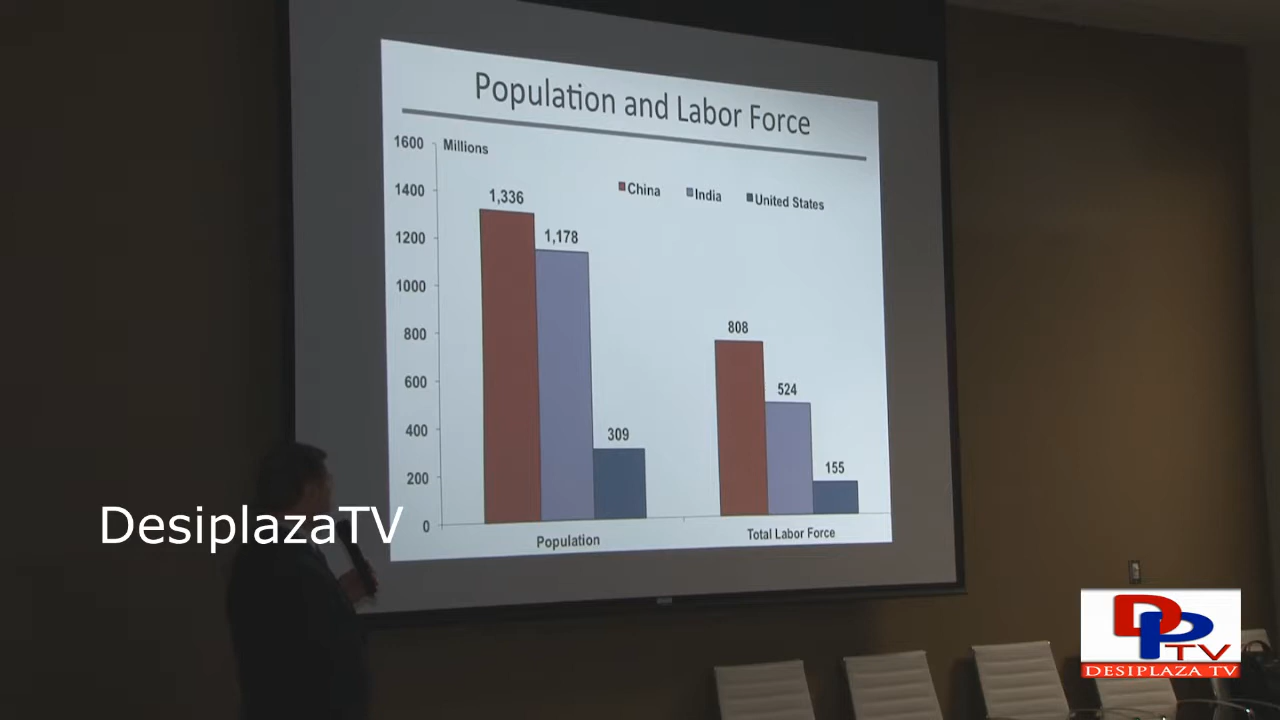 Population and Labor Force
1600 Millions
1400
1200
1000
800
600
400
200
0
China India United States
1,336
1,178
309
808
524
155
Population Total Labor Force
DesiplazaTV
DPTV
DESIPLAZA TV